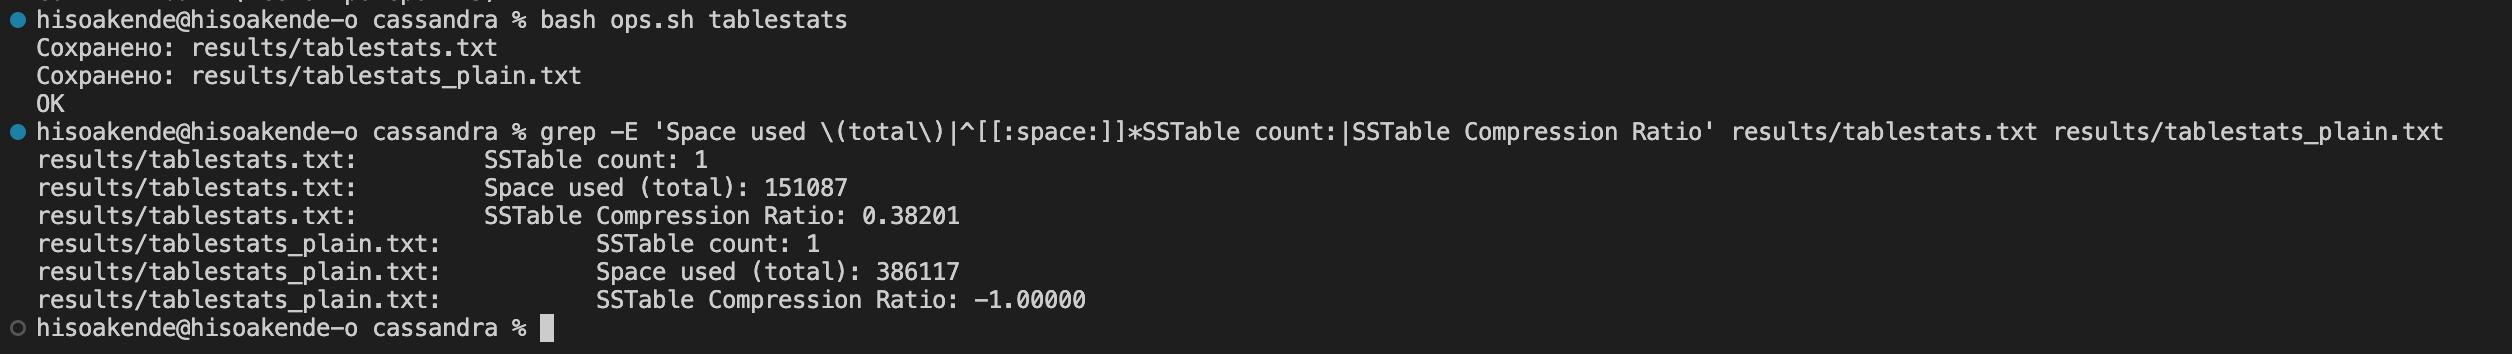 hisoakende@hisoakende-o cassandra % bash ops.sh tablestats
Сохранено: results/tablestats.txt
Сохранено: results/tablestats_plain.txt
OK
hisoakende@hisoakende-o cassandra % grep -E 'Space used \(total\)|^[[:space:]]*SSTable count:|SSTable Compression Ratio' results/tablestats.txt results/tablestats_plain.txt
results/tablestats.txt:		SSTable count: 1
results/tablestats.txt:		Space used (total): 151087
results/tablestats.txt:		SSTable Compression Ratio: 0.38201
results/tablestats_plain.txt:		SSTable count: 1
results/tablestats_plain.txt:		Space used (total): 386117
results/tablestats_plain.txt:		SSTable Compression Ratio: -1.00000
hisoakende@hisoakende-o cassandra %